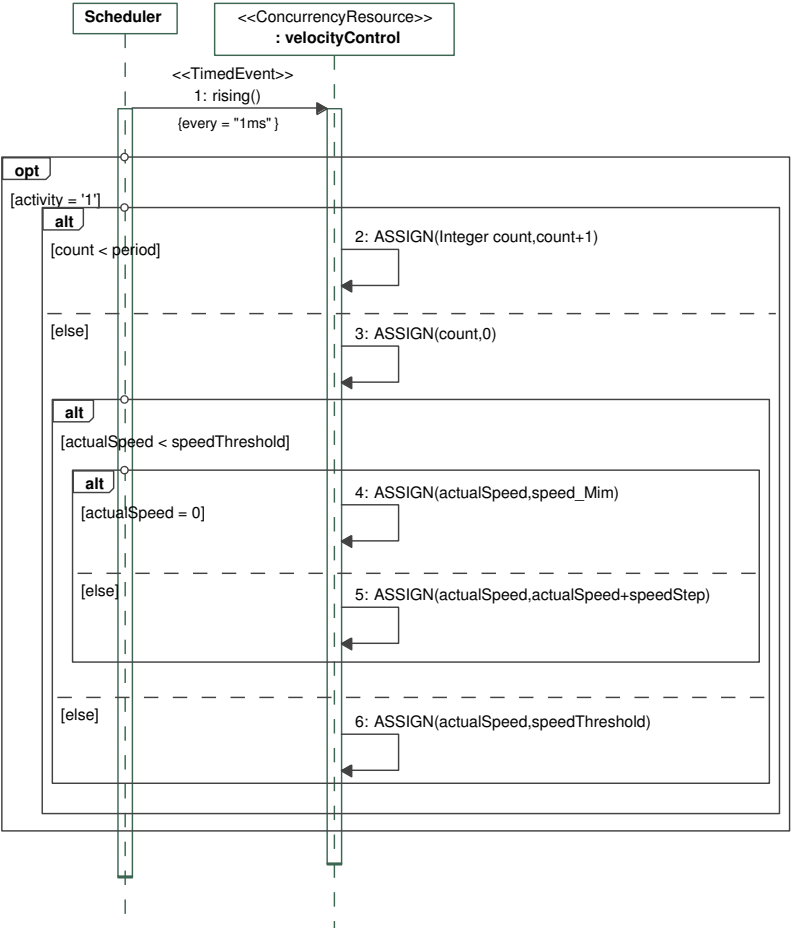 Scheduler
<<ConcurrencyResource>>
: velocityControl
<<TimedEvent>>
1: rising()
{every = "1ms" }
opt
[activity = '1']
alt
[count < period]
2: ASSIGN(Integer count,count+1)
[else]
3: ASSIGN(count,0)
alt
[actualSpeed < speedThreshold]
alt
[actualSpeed = 0]
4: ASSIGN(actualSpeed,speed_Mim)
[else]
5: ASSIGN(actualSpeed,actualSpeed+speedStep)
[else]
6: ASSIGN(actualSpeed,speedThreshold)